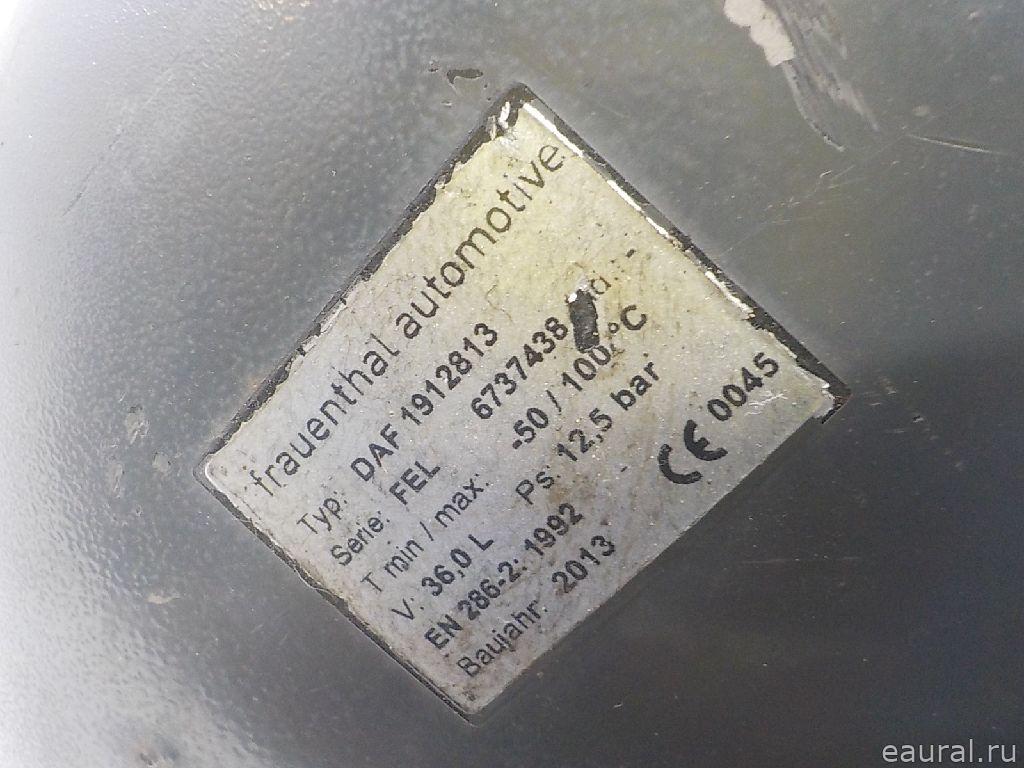 frauenthal automotive
Typ.: DAF 1912813
Serie: FEL 6737438 nd.: -
T min / max. -50 / 100 °C
V: 36,0 L Ps: 12,5 bar
EN 286-2: 1992
Baujahr: 2013
CE 0045
eaural.ru